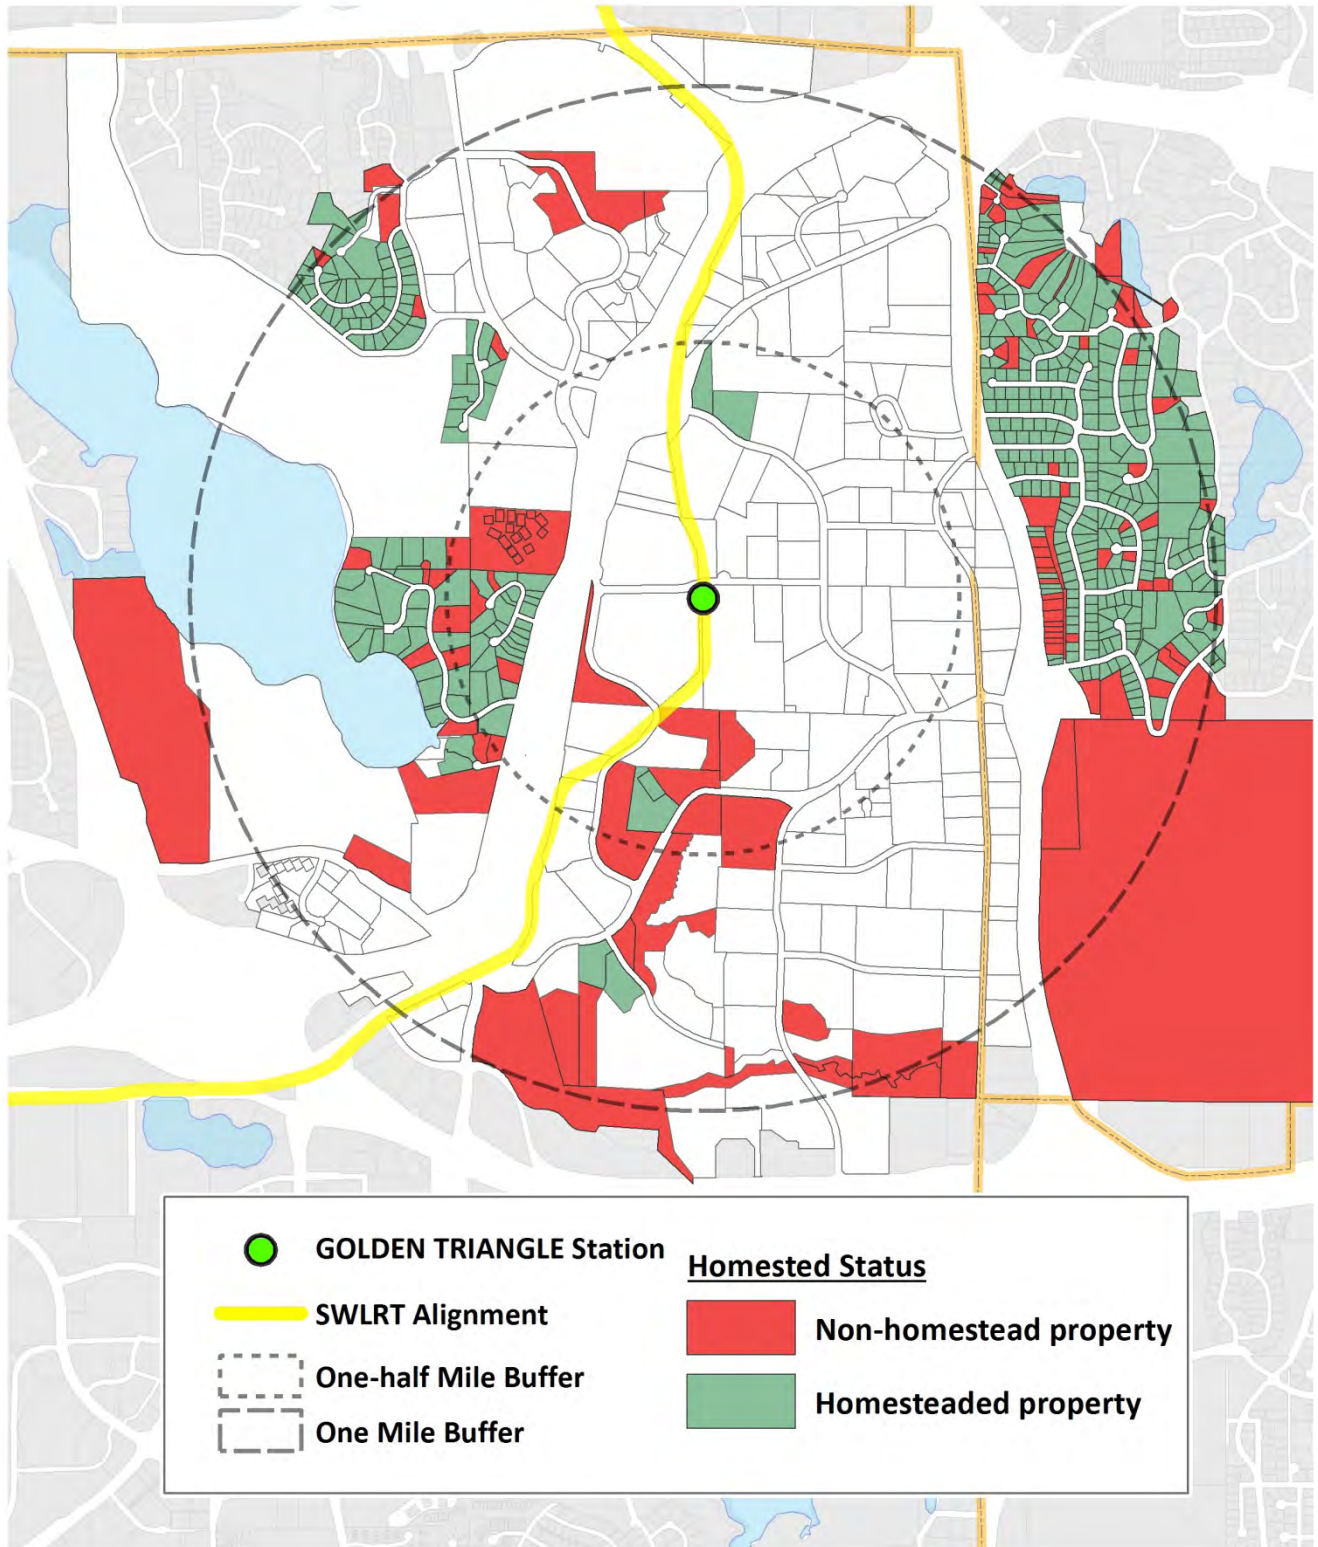 GOLDEN TRIANGLE Station
SWLRT Alignment
One-half Mile Buffer
One Mile Buffer
Homested Status
Non-homestead property
Homesteaded property